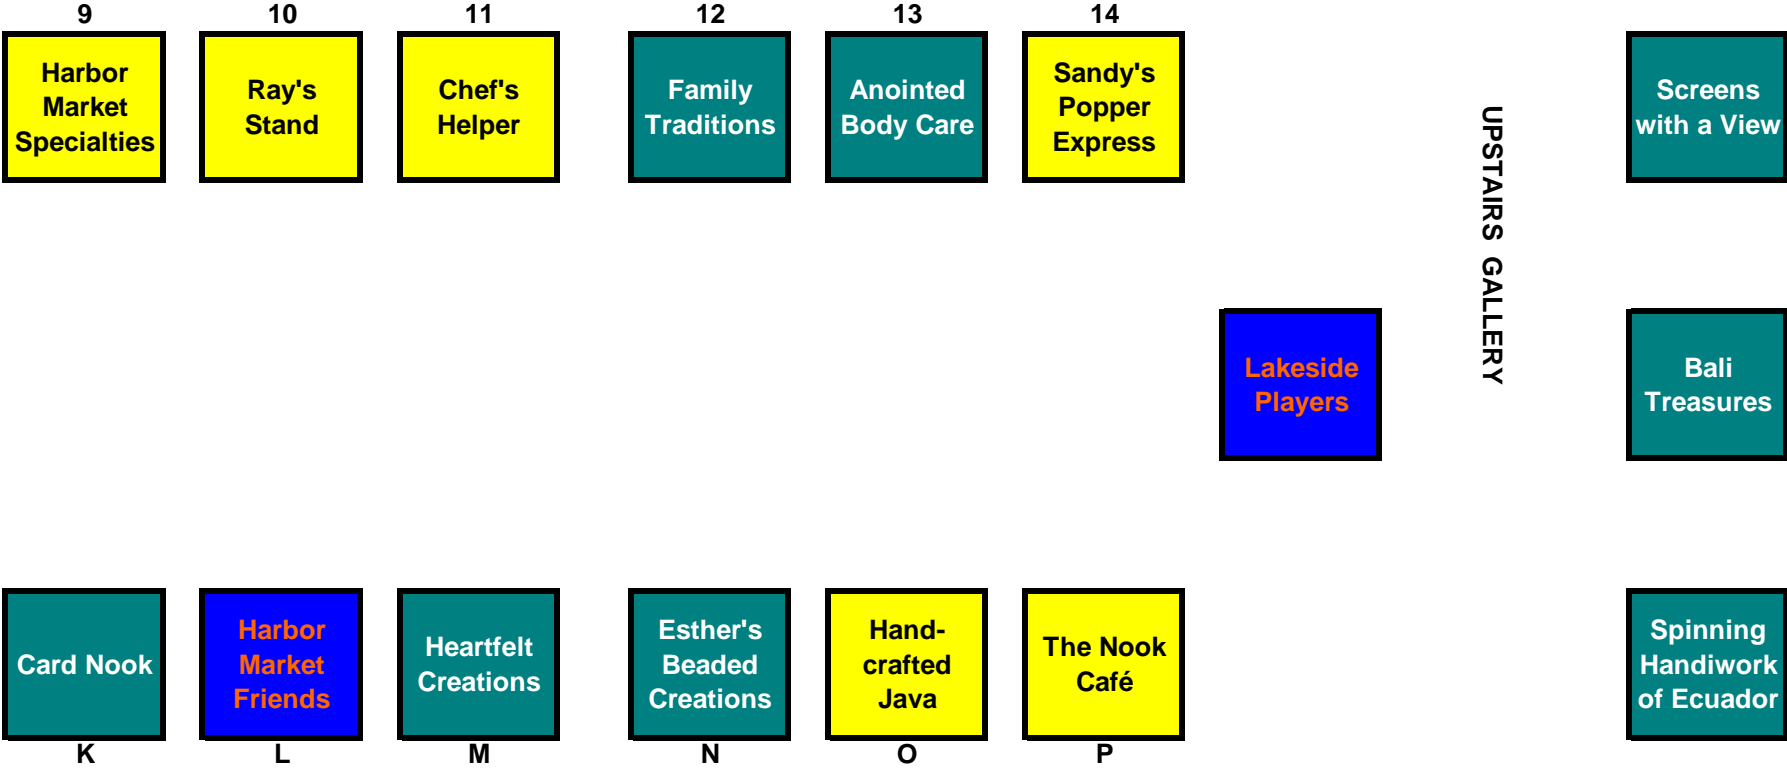 9 10 11 12 13 14
Harbor
Market
Specialties
Ray's
Stand
Chef's
Helper
Family
Traditions
Anointed
Body Care
Sandy's
Popper
Express
Screens
with a View
UPSTAIRS GALLERY
Lakeside
Players
Bali
Treasures
Card Nook
Harbor
Market
Friends
Heartfelt
Creations
Esther's
Beaded
Creations
Hand-
crafted
Java
The Nook
Café
Spinning
Handiwork
of Ecuador
K L M N O P